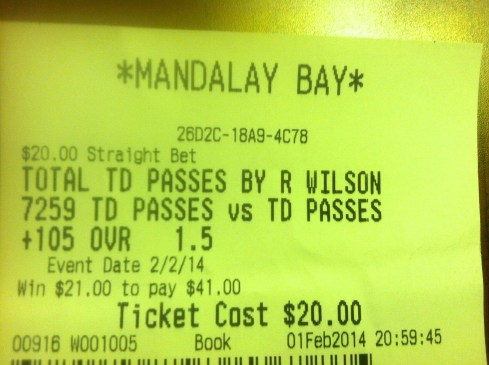 *MANDALAY BAY*
26D2C-18A9-4C78
$20.00 Straight Bet
TOTAL TD PASSES BY R WILSON
7259 TD PASSES vs TD PASSES
+105 OVR 1.5
Event Date 2/2/14
Win $21.00 to pay $41.00
Ticket Cost $20.00
00916 W001005 Book 01Feb2014 20:59:45